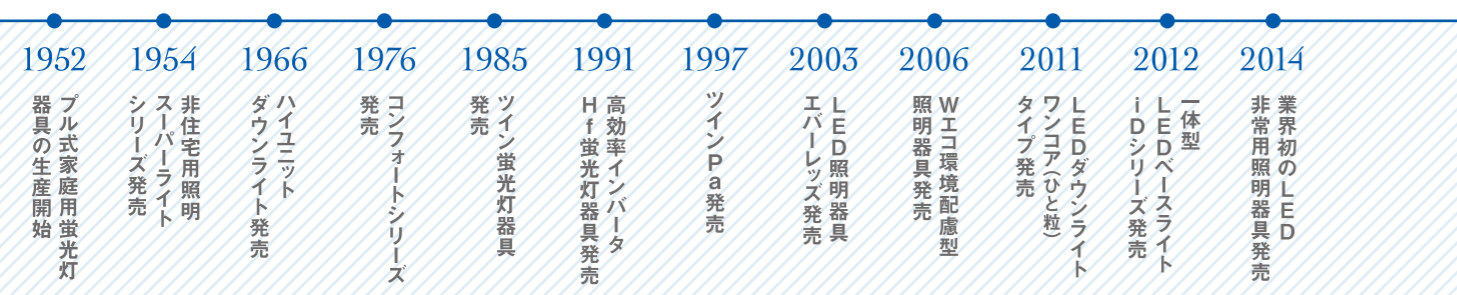 1952
プル式家庭用蛍光灯
器具の生産開始
1954
非住宅用照明
スーパーライト
シリーズ発売
1966
ハイユニット
ダウンライト発売
1976
コンフォートシリーズ
発売
1985
ツイン蛍光灯器具
発売
1991
高効率インバータ
Hf蛍光灯器具発売
1997
ツインPa発売
2003
LED照明器具
エバーレッズ発売
2006
Wエコ環境配慮型
照明器具発売
2011
LEDダウンライト
ワンコア(ひと粒)
タイプ発売
2012
一体型
LEDベースライト
iDシリーズ発売
2014
業界初のLED
非常用照明器具発売